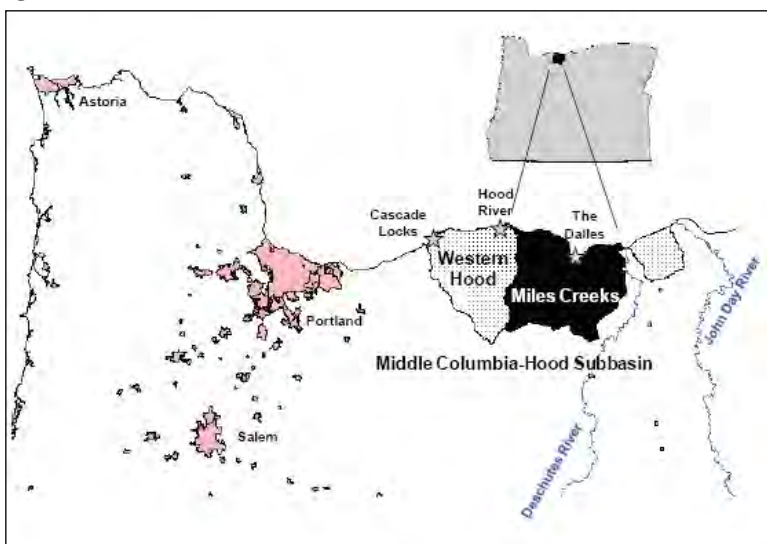 Astoria
Hood
River
Cascade
Locks
The
Dalles
Western
Hood
Miles Creeks
Portland
Middle Columbia-Hood Subbasin
Salem
Deschutes River
John Day River